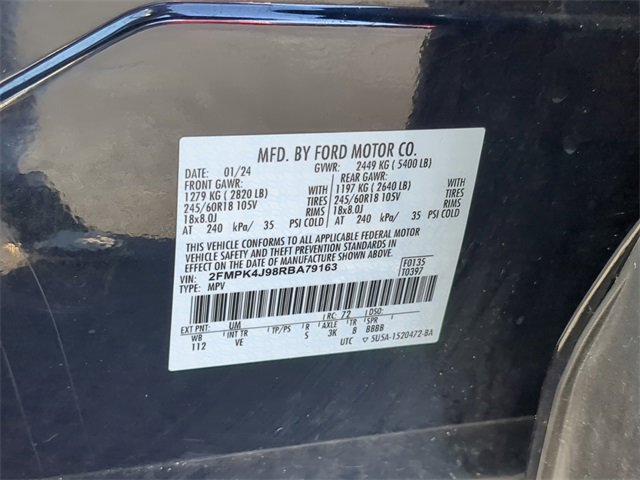 MFD. BY FORD MOTOR CO.
DATE: 01/24 GVWR: 2449 KG ( 5400 LB)
FRONT GAWR: REAR GAWR:
1279 KG ( 2820 LB) WITH 1197 KG ( 2640 LB) WITH
245/60R18 105V TIRES 245/60R18 105V TIRES
18x8.0J RIMS 18x8.0J RIMS
AT 240 kPa/ 35 PSI COLD AT 240 kPa/ 35 PSI COLD
THIS VEHICLE CONFORMS TO ALL APPLICABLE FEDERAL MOTOR
VEHICLE SAFETY AND THEFT PREVENTION STANDARDS IN
EFFECT ON THE DATE OF MANUFACTURE SHOWN ABOVE.
VIN: 2FMPK4J98RBA79163 F0135
TYPE: MPV T0397
EXT PNT: UM RC: 72 DSO:
WB INT TR TP/PS R AXLE TR SPR
112 VE S 3K B BBBB
UTC 5U5A-1520472-BA